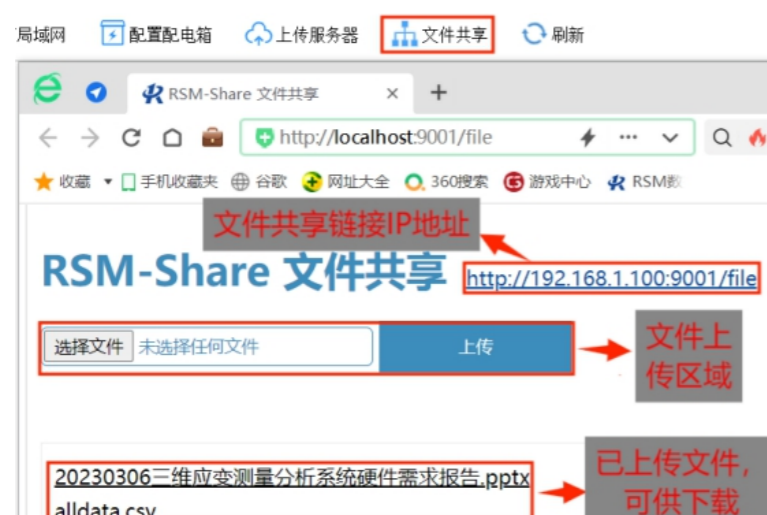 局域网 配置配电箱 上传服务器 文件共享 刷新
RSM-Share 文件共享 × +
http://localhost:9001/file
收藏 手机收藏夹 谷歌 网址大全 360搜索 游戏中心 RSM数
文件共享链接IP地址
RSM-Share 文件共享 http://192.168.1.100:9001/file
选择文件 未选择任何文件 上传
文件上
传区域
已上传文件，
可供下载
20230306三维应变测量分析系统硬件需求报告.pptx
alldata.csv